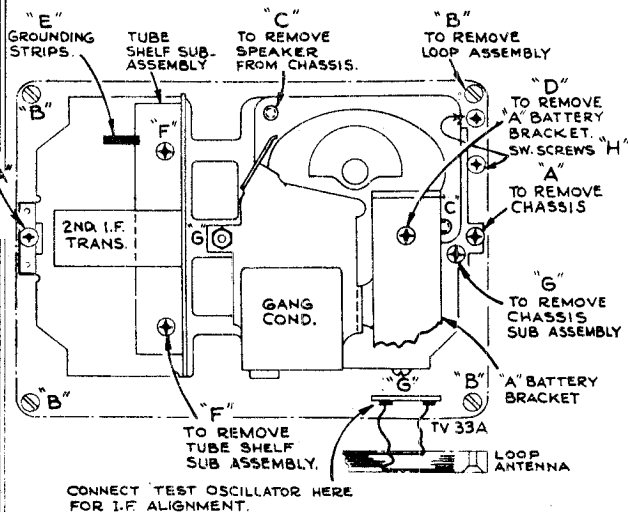 "E"
GROUNDING
STRIPS.
TUBE
SHELF SUB-
ASSEMBLY
"C"
TO REMOVE
SPEAKER
FROM CHASSIS.
"B"
TO REMOVE
LOOP ASSEMBLY
"D"
TO REMOVE
"A" BATTERY
BRACKET.
SW. SCREWS "H"
"A"
TO REMOVE
CHASSIS
"B"
"F"
"C"
2ND. I.F.
TRANS.
"G"
GANG
COND.
"G"
TO REMOVE
CHASSIS
SUB ASSEMBLY
"A" BATTERY
BRACKET
"G"
"B"
"B"
"F"
TO REMOVE
TUBE SHELF
SUB ASSEMBLY.
TV 33A
LOOP
ANTENNA
CONNECT TEST OSCILLATOR HERE
FOR I.F. ALIGNMENT.